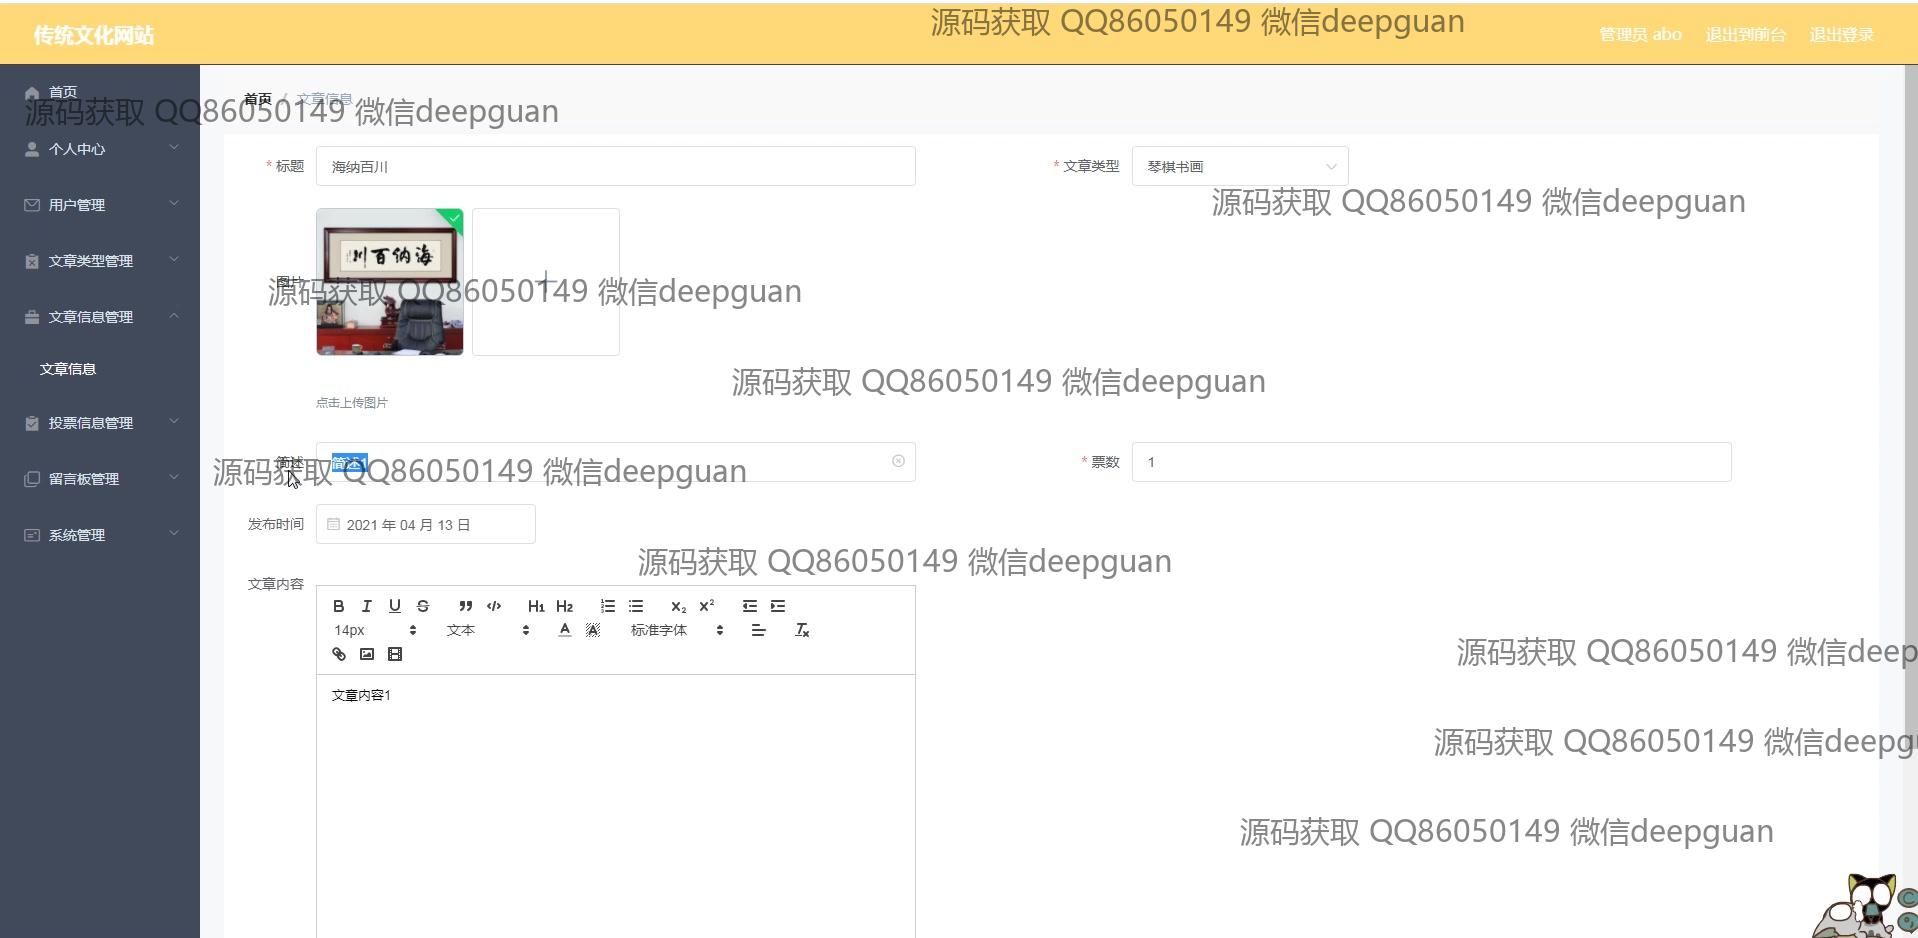 源码获取 QQ86050149 微信deepguan
传统文化网站
管理员 abo 退出到前台 退出登录
首页
首页 / 文章信息
源码获取 QQ86050149 微信deepguan
个人中心
* 标题 海纳百川
* 文章类型 琴棋书画
用户管理
源码获取 QQ86050149 微信deepguan
川百纳海
文章类型管理
图片
源码获取 QQ86050149 微信deepguan
文章信息管理
文章信息
源码获取 QQ86050149 微信deepguan
点击上传图片
投票信息管理
简述 简述1
* 票数 1
源码获取 QQ86050149 微信deepguan
留言板管理
发布时间 2021 年 04 月 13 日
系统管理
源码获取 QQ86050149 微信deepguan
文章内容
B I U S H1 H2 X2 X2
14px 文本 A A 标准字体 Tx
源码获取 QQ86050149 微信deep
文章内容1
源码获取 QQ86050149 微信deepg
源码获取 QQ86050149 微信deepguan